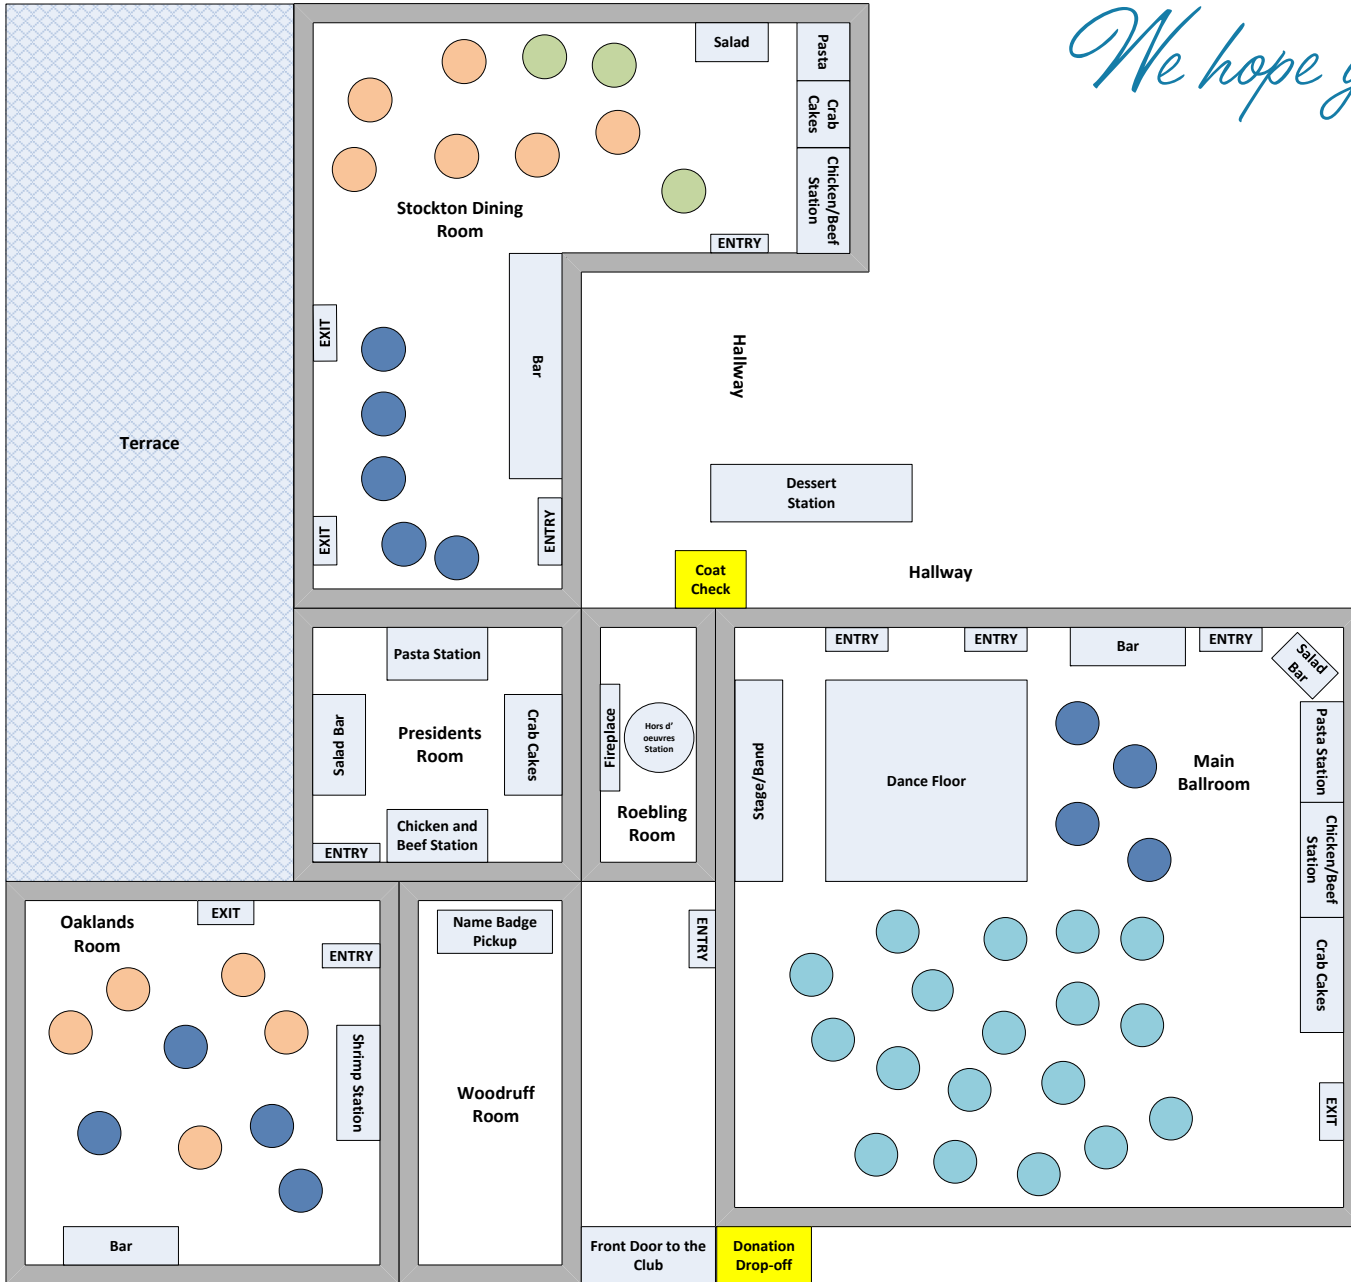 We hope y
Salad
Pasta
Crab
Cakes
Chicken/Beef
Station
Stockton Dining
Room
ENTRY
EXIT
Bar
Hallway
Terrace
Dessert
Station
EXIT
ENTRY
Coat
Check
Hallway
Pasta Station
Salad Bar
Presidents
Room
Crab Cakes
Chicken and
Beef Station
ENTRY
Fireplace
Hors d'
oeuvres
Station
Roebling
Room
ENTRY
ENTRY
Bar
ENTRY
Salad
Bar
Stage/Band
Dance Floor
Main
Ballroom
Pasta Station
Chicken/Beef
Station
Crab Cakes
EXIT
Oaklands
Room
EXIT
ENTRY
Shrimp Station
Bar
Name Badge
Pickup
Woodruff
Room
ENTRY
Front Door to the
Club
Donation
Drop-off